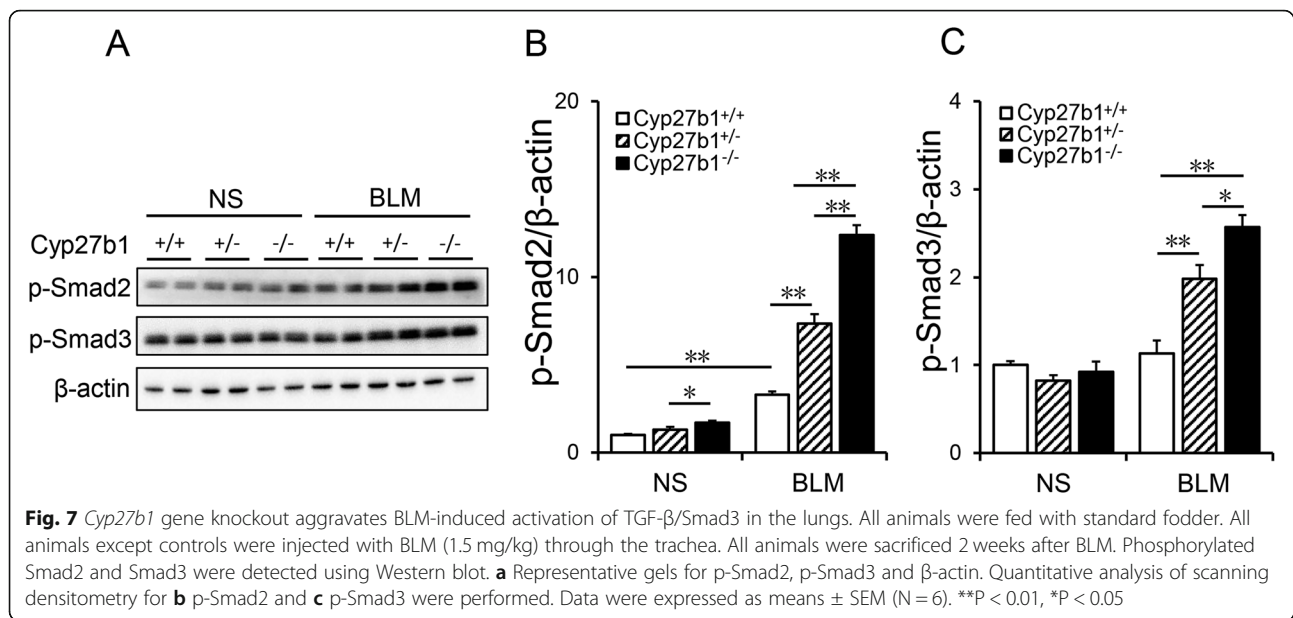 A
NS BLM
Cyp27b1 +/+ +/- -/- +/+ +/- -/-
p-Smad2
p-Smad3
β-actin
B
p-Smad2/β-actin
20
10
0
Cyp27b1+/+
Cyp27b1+/-
Cyp27b1-/-
**
*
**
**
**
NS BLM
C
p-Smad3/β-actin
4
3
2
1
0
Cyp27b1+/+
Cyp27b1+/-
Cyp27b1-/-
**
*
**
NS BLM
Fig. 7 Cyp27b1 gene knockout aggravates BLM-induced activation of TGF-β/Smad3 in the lungs. All animals were fed with standard fodder. All
animals except controls were injected with BLM (1.5 mg/kg) through the trachea. All animals were sacrificed 2 weeks after BLM. Phosphorylated
Smad2 and Smad3 were detected using Western blot. a Representative gels for p-Smad2, p-Smad3 and β-actin. Quantitative analysis of scanning
densitometry for b p-Smad2 and c p-Smad3 were performed. Data were expressed as means ± SEM (N = 6). **P < 0.01, *P < 0.05